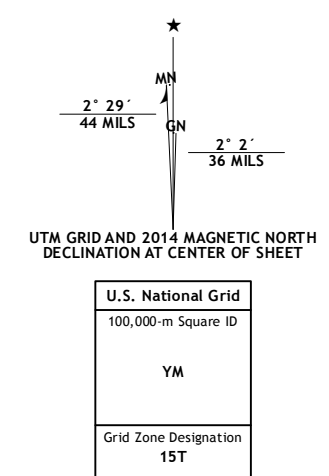 ★
MN
2° 29´
44 MILS
GN
2° 2´
36 MILS
UTM GRID AND 2014 MAGNETIC NORTH
DECLINATION AT CENTER OF SHEET
U.S. National Grid
100,000-m Square ID
YM
Grid Zone Designation
15T